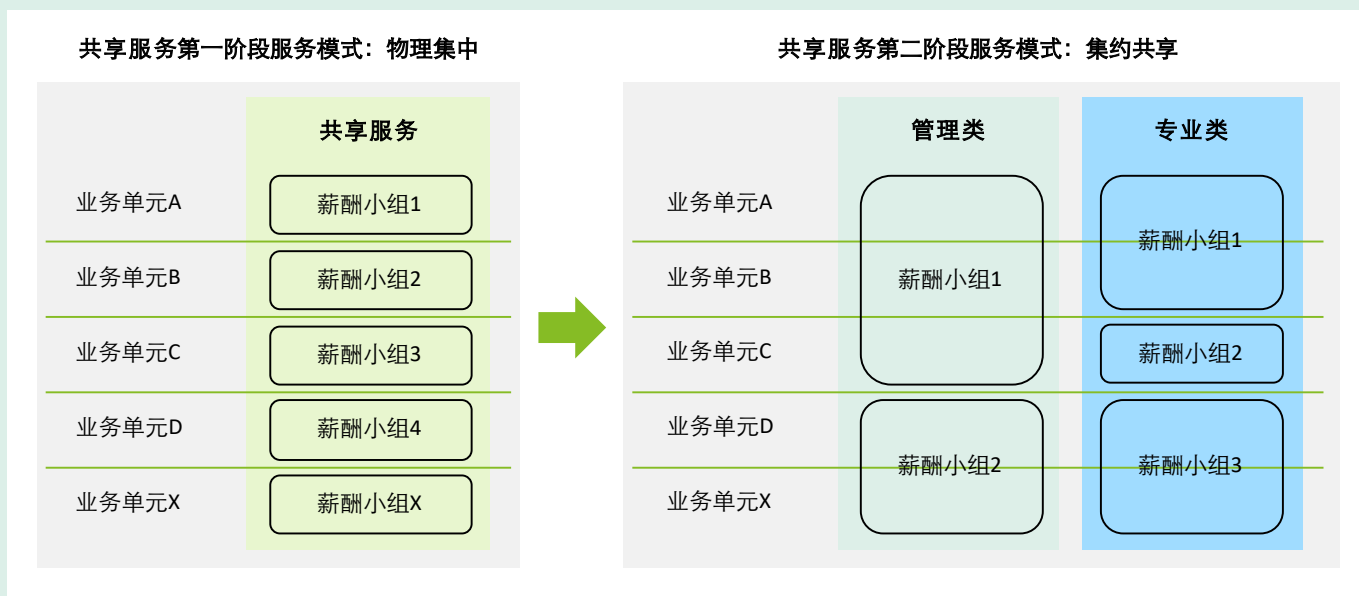 共享服务第一阶段服务模式：物理集中
共享服务
业务单元A
薪酬小组1
业务单元B
薪酬小组2
业务单元C
薪酬小组3
业务单元D
薪酬小组4
业务单元X
薪酬小组X
共享服务第二阶段服务模式：集约共享
管理类
专业类
业务单元A
薪酬小组1
业务单元B
薪酬小组1
业务单元C
薪酬小组2
业务单元D
薪酬小组2
薪酬小组3
业务单元X